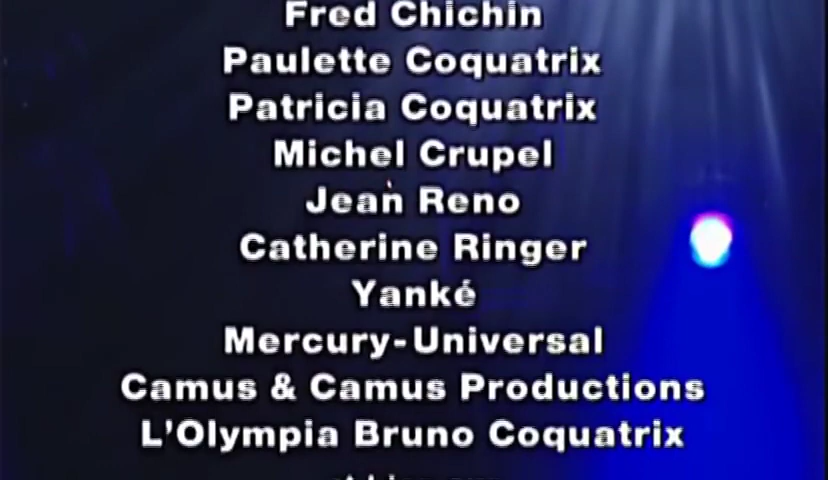 Fred Chichin
Paulette Coquatrix
Patricia Coquatrix
Michel Crupel
Jean Reno
Catherine Ringer
Yanké
Mercury-Universal
Camus & Camus Productions
L'Olympia Bruno Coquatrix